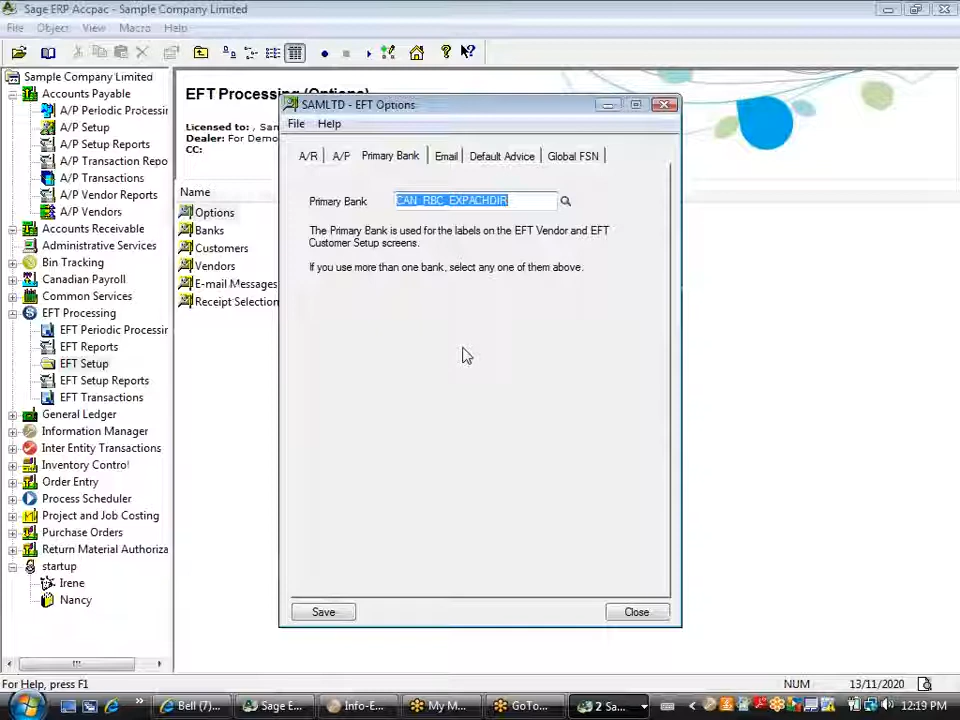 Sage ERP Accpac - Sample Company Limited
File Object View Macro Help
Sample Company Limited
Accounts Payable
A/P Periodic Processin
A/P Setup
A/P Setup Reports
A/P Transaction Repo
A/P Transactions
A/P Vendor Reports
A/P Vendors
Accounts Receivable
Administrative Services
Bin Tracking
Canadian Payroll
Common Services
EFT Processing
EFT Periodic Processin
EFT Reports
EFT Setup
EFT Setup Reports
EFT Transactions
General Ledger
Information Manager
Inter Entity Transactions
Inventory Control
Order Entry
Process Scheduler
Project and Job Costing
Purchase Orders
Return Material Authoriza
startup
Irene
Nancy
EFT Processing (Options)
Licensed to: , Sam
Dealer: For Demo
CC:
Name
Options
Banks
Customers
Vendors
E-mail Messages
Receipt Selection
SAMLTD - EFT Options
File Help
A/R A/P Primary Bank Email Default Advice Global FSN
Primary Bank CAN_RBC_EXPACHDIR
The Primary Bank is used for the labels on the EFT Vendor and EFT
Customer Setup screens.
If you use more than one bank, select any one of them above.
Save Close
For Help, press F1 NUM 13/11/2020
Bell (7)... Sage E... Info-E... My M... GoTo... 2 Sa... 12:19 PM